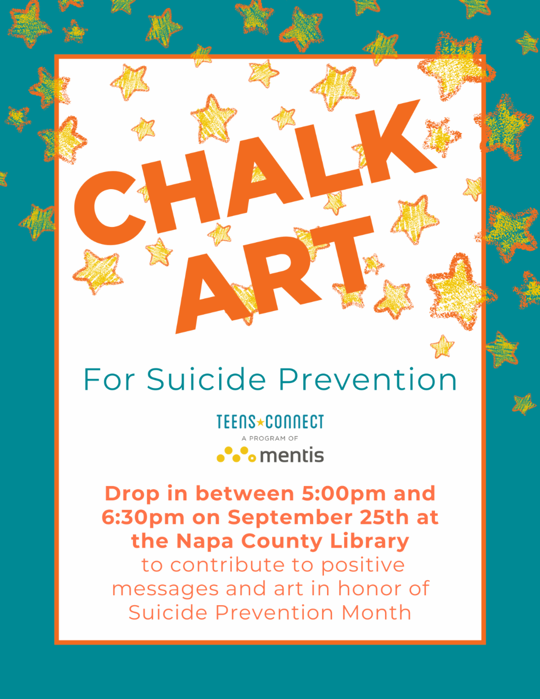 CHALK
ART
For Suicide Prevention
TEENS★CONNECT
A PROGRAM OF
mentis
Drop in between 5:00pm and
6:30pm on September 25th at
the Napa County Library
to contribute to positive
messages and art in honor of
Suicide Prevention Month